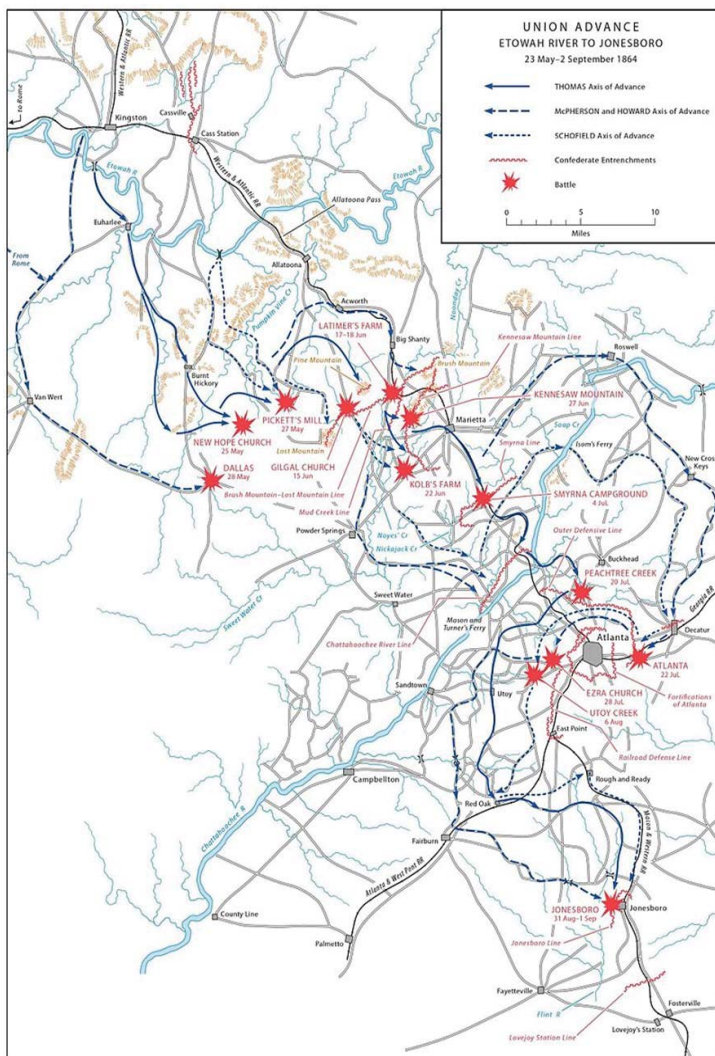 UNION ADVANCE
ETOWAH RIVER TO JONESBORO
23 May–2 September 1864
THOMAS Axis of Advance
McPHERSON and HOWARD Axis of Advance
SCHOFIELD Axis of Advance
Confederate Entrenchments
Battle
0 5 10
Miles
to Rome
Western & Atlantic RR
Kingston
Cassville
Cass Station
Etowah R
Western & Atlantic RR
Etowah R
Allatoona Pass
Euharlee
From
Rome
Allatoona
Pumpkin Vine Cr
Acworth
Noonday Cr
LATIMER'S FARM
17–18 Jun
Big Shanty
Kennesaw Mountain Line
Roswell
Pine Mountain
Brush Mountain
Burnt
Hickory
Van Wert
KENNESAW MOUNTAIN
27 Jun
PICKETT'S MILL
27 May
Marietta
Soap Cr
NEW HOPE CHURCH
25 May
Smyrna Line
Isom's Ferry
Lost Mountain
GILGAL CHURCH
15 Jun
New Cross
Keys
DALLAS
28 May
KOLB'S FARM
22 Jun
SMYRNA CAMPGROUND
4 JuL
Brush Mountain–Lost Mountain Line
Mud Creek Line
Outer Defensive Line
Powder Springs
Noyes' Cr
Nickajack Cr
Buckhead
PEACHTREE CREEK
20 JuL
Georgia RR
Sweet Water
Sweet Water Cr
Mason and
Turner's Ferry
Decatur
Chattahoochee River Line
Atlanta
ATLANTA
22 JuL
Sandtown
Utoy
EZRA CHURCH
28 JuL
Fortifications
of Atlanta
UTOY CREEK
6 Aug
East Point
Railroad Defense Line
Campbellton
Rough and Ready
Chattahoochee R
Red Oak
Macon & Western RR
Fairburn
Atlanta & West Point RR
County Line
JONESBORO
31 Aug–1 Sep
Jonesboro
Palmetto
Jonesboro Line
Fayetteville
Flint R
Fosterville
Lovejoy's Station
Lovejoy Station Line